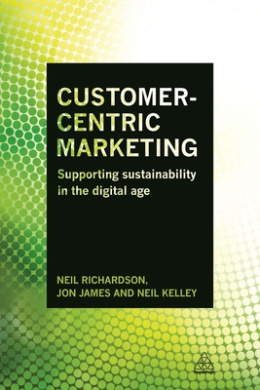 CUSTOMER-
CENTRIC
MARKETING
Supporting sustainability
in the digital age
NEIL RICHARDSON,
JON JAMES AND NEIL KELLEY